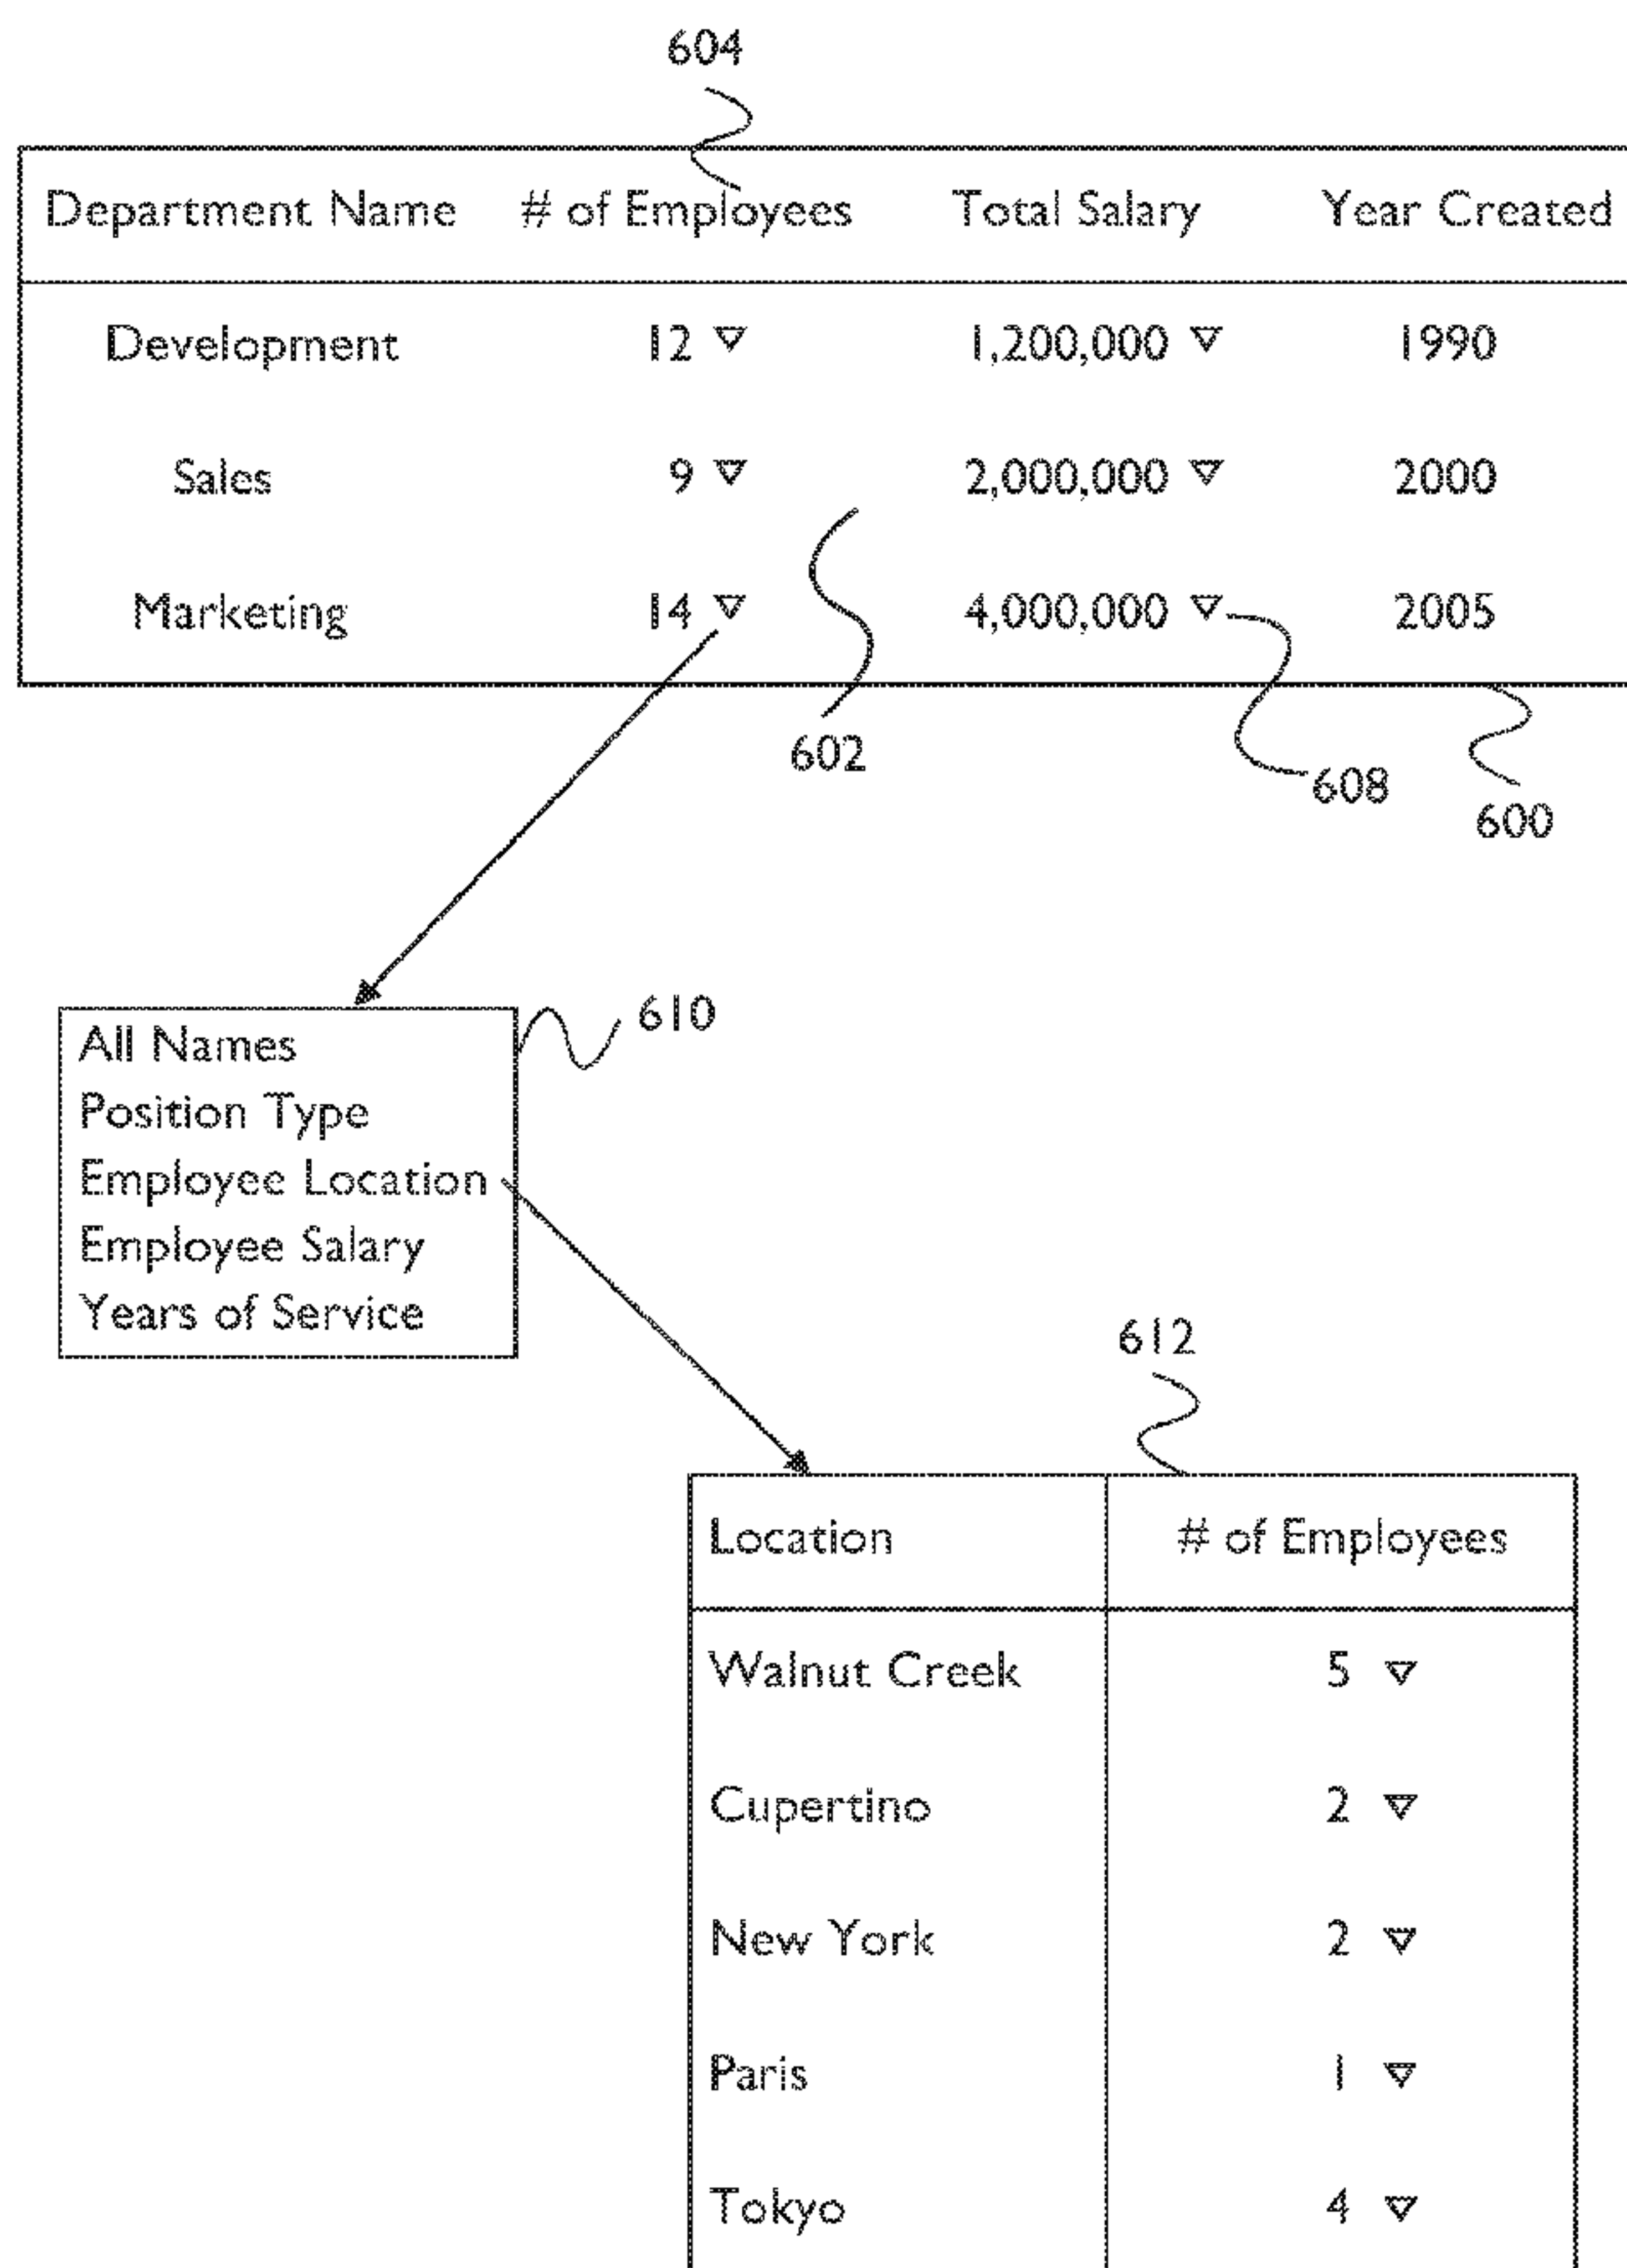 604
Department Name # of Employees Total Salary Year Created
Development 12 ▽ 1,200,000 ▽ 1990
Sales 9 ▽ 2,000,000 ▽ 2000
Marketing 14 ▽ 4,000,000 ▽ 2005
602
608
600
610
All Names
Position Type
Employee Location
Employee Salary
Years of Service
612
Location # of Employees
Walnut Creek 5 ▽
Cupertino 2 ▽
New York 2 ▽
Paris 1 ▽
Tokyo 4 ▽